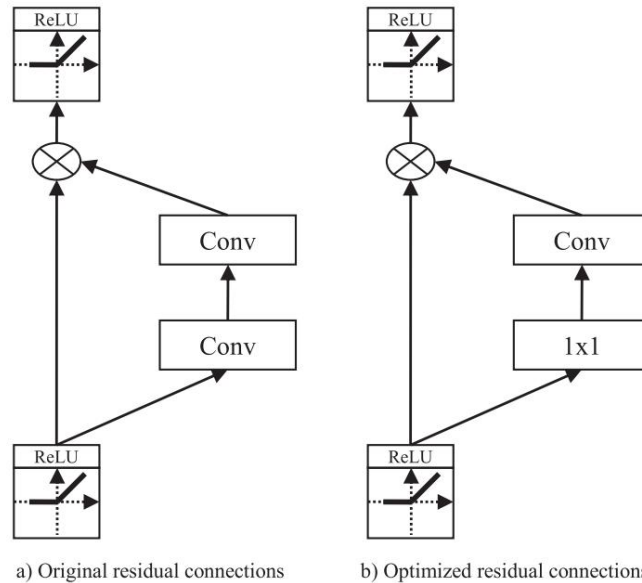 ReLU
ReLU
Conv
Conv
Conv
1x1
ReLU
ReLU
a) Original residual connections
b) Optimized residual connections